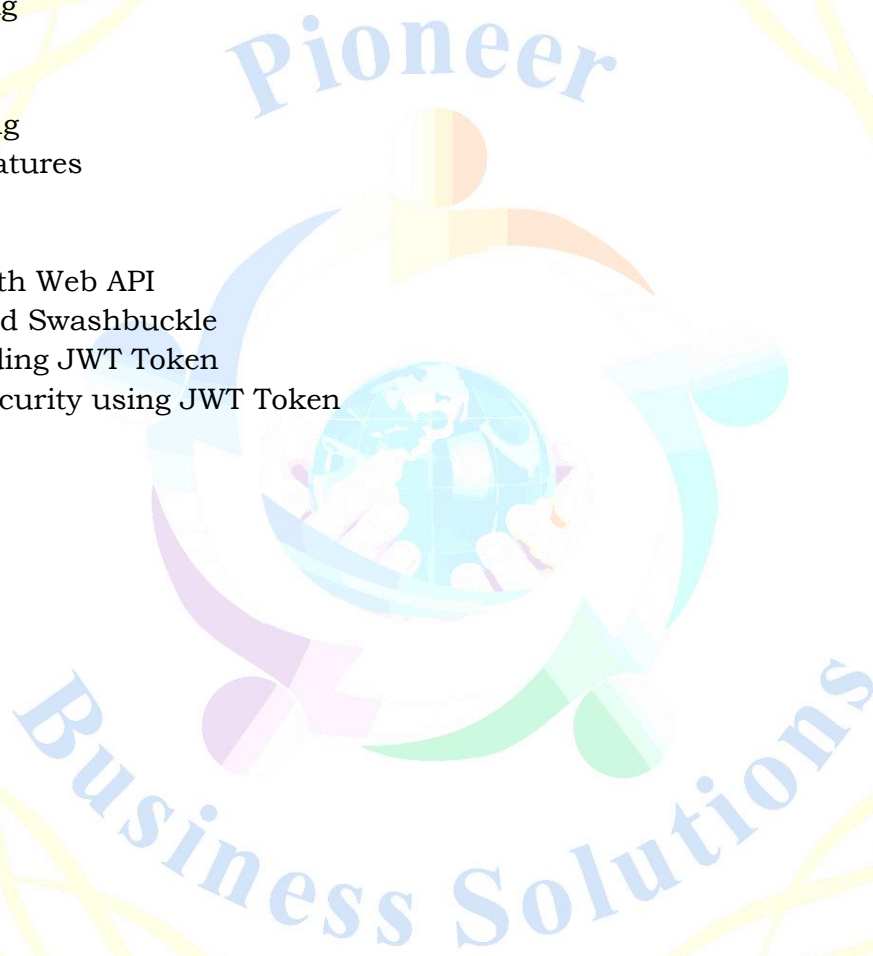 Pioneer
atures
th Web API
d Swashbuckle
ling JWT Token
curity using JWT Token
Business Solutions